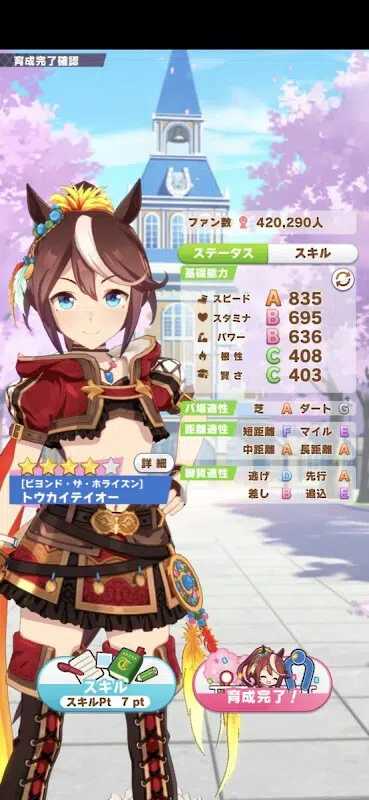 育成完了確認
ファン数 420,290人
ステータス スキル
基礎能力
スピード A 835
スタミナ B 695
パワー B 636
根性 C 408
賢さ C 403
バ場適性 芝 A ダート G
距離適性 短距離 F マイル E
中距離 A 長距離 A
脚質適性 逃げ D 先行 A
差し B 追込 E
詳細
[ビヨンド・ザ・ホライズン]
トウカイテイオー
スキル
スキルPt 7 pt
育成完了!